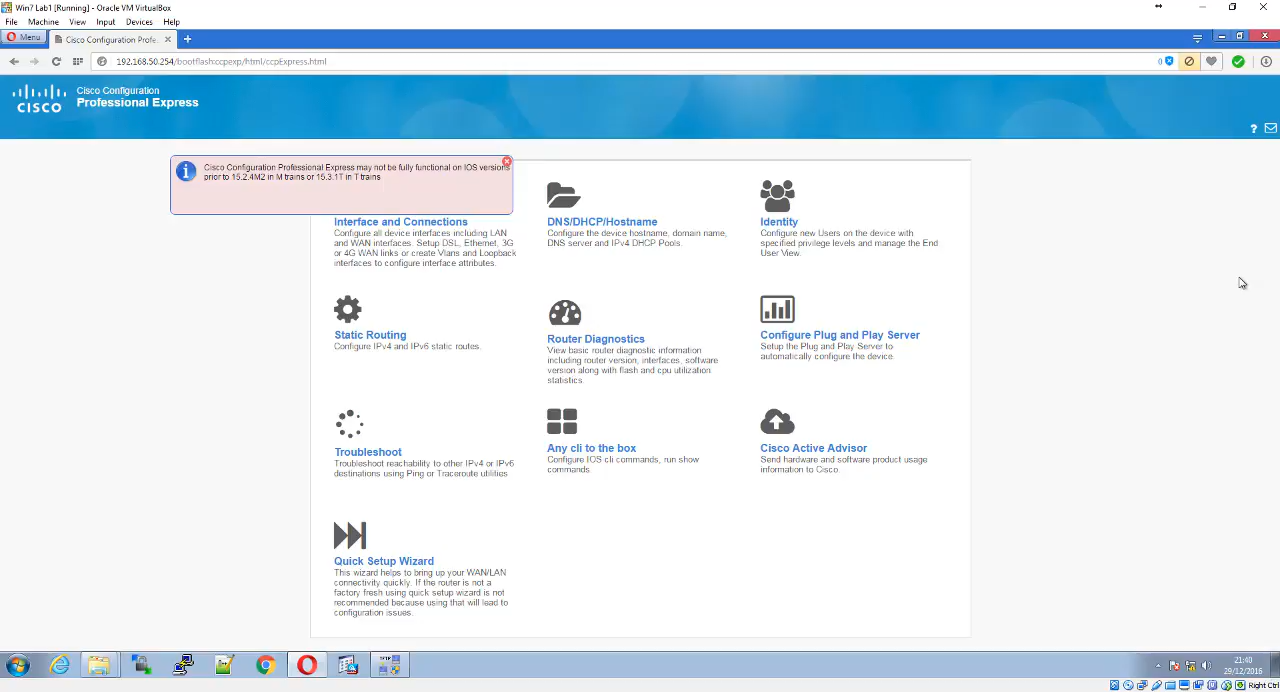 Win7 Lab1 [Running] - Oracle VM VirtualBox
File Machine View Input Devices Help
Menu
Cisco Configuration Profe
192.168.50.254/bootflash:ccpexp/html/ccpExpress.html
0
CISCO
Cisco Configuration
Professional Express
?
Cisco Configuration Professional Express may not be fully functional on IOS versions
prior to 15.2.4M2 in M trains or 15.3.1T in T trains
Interface and Connections
Configure all device interfaces including LAN
and WAN interfaces. Setup DSL, Ethernet, 3G
or 4G WAN links or create Vlans and Loopback
interfaces to configure interface attributes.
DNS/DHCP/Hostname
Configure the device hostname, domain name,
DNS server and IPv4 DHCP Pools.
Identity
Configure new Users on the device with
specified privilege levels and manage the End
User View.
Static Routing
Configure IPv4 and IPv6 static routes.
Router Diagnostics
View basic router diagnostic information
including router version, interfaces, software
version along with flash and cpu utilization
statistics.
Configure Plug and Play Server
Setup the Plug and Play Server to
automatically configure the device.
Troubleshoot
Troubleshoot reachability to other IPv4 or IPv6
destinations using Ping or Traceroute utilities
Any cli to the box
Configure IOS cli commands, run show
commands
Cisco Active Advisor
Send hardware and software product usage
information to Cisco.
Quick Setup Wizard
This wizard helps to bring up your WAN/LAN
connectivity quickly. If the router is not a
factory fresh using quick setup wizard is not
recommended because using that will lead to
configuration issues.
21:40
29/12/2016
Right Ctrl